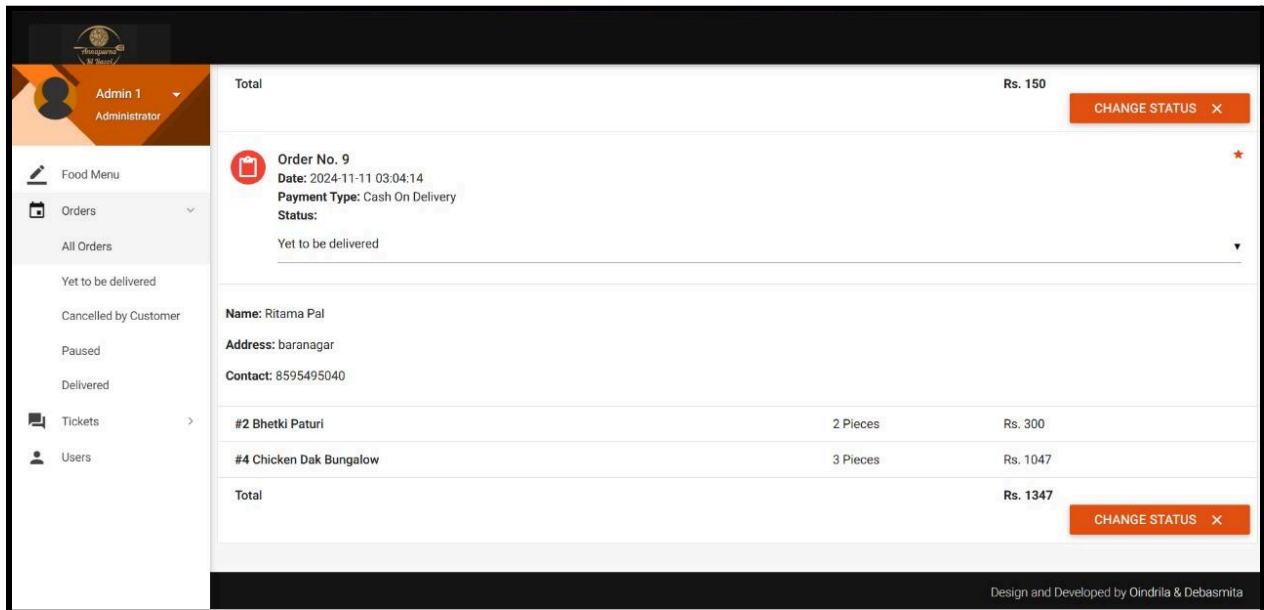 Annapurna
Ki Rasoi
Admin 1
Administrator
Food Menu
Orders
All Orders
Yet to be delivered
Cancelled by Customer
Paused
Delivered
Tickets
Users
Total Rs. 150
CHANGE STATUS X
Order No. 9
Date: 2024-11-11 03:04:14
Payment Type: Cash On Delivery
Status:
Yet to be delivered
Name: Ritama Pal
Address: baranagar
Contact: 8595495040
#2 Bhetki Paturi 2 Pieces Rs. 300
#4 Chicken Dak Bungalow 3 Pieces Rs. 1047
Total Rs. 1347
CHANGE STATUS X
Design and Developed by Oindrila & Debasmita